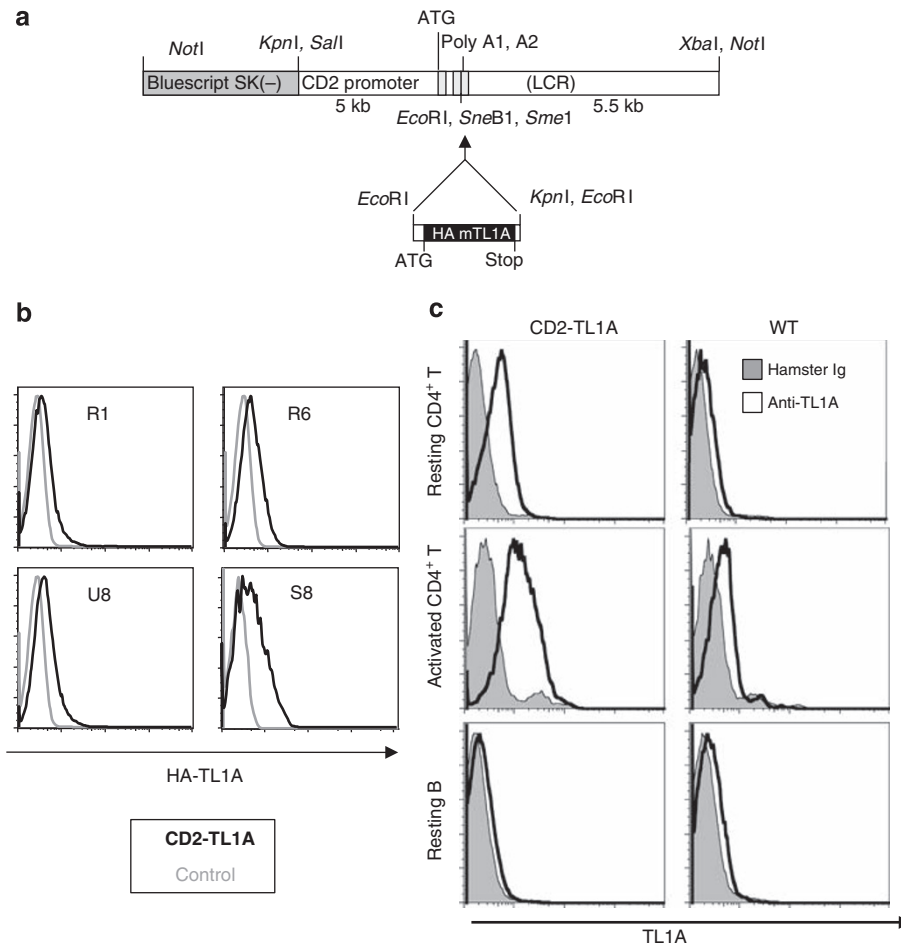 a
ATG
NotI
KpnI, SalI
Poly A1, A2
XbaI, NotI
Bluescript SK(–)
CD2 promoter
(LCR)
5 kb
5.5 kb
EcoRI, SneB1, Sme1
EcoRI
KpnI, EcoRI
HA mTL1A
ATG
Stop
b
R1
R6
U8
S8
HA-TL1A
CD2-TL1A
Control
c
CD2-TL1A
WT
Resting CD4+ T
Hamster Ig
Anti-TL1A
Activated CD4+ T
Resting B
TL1A